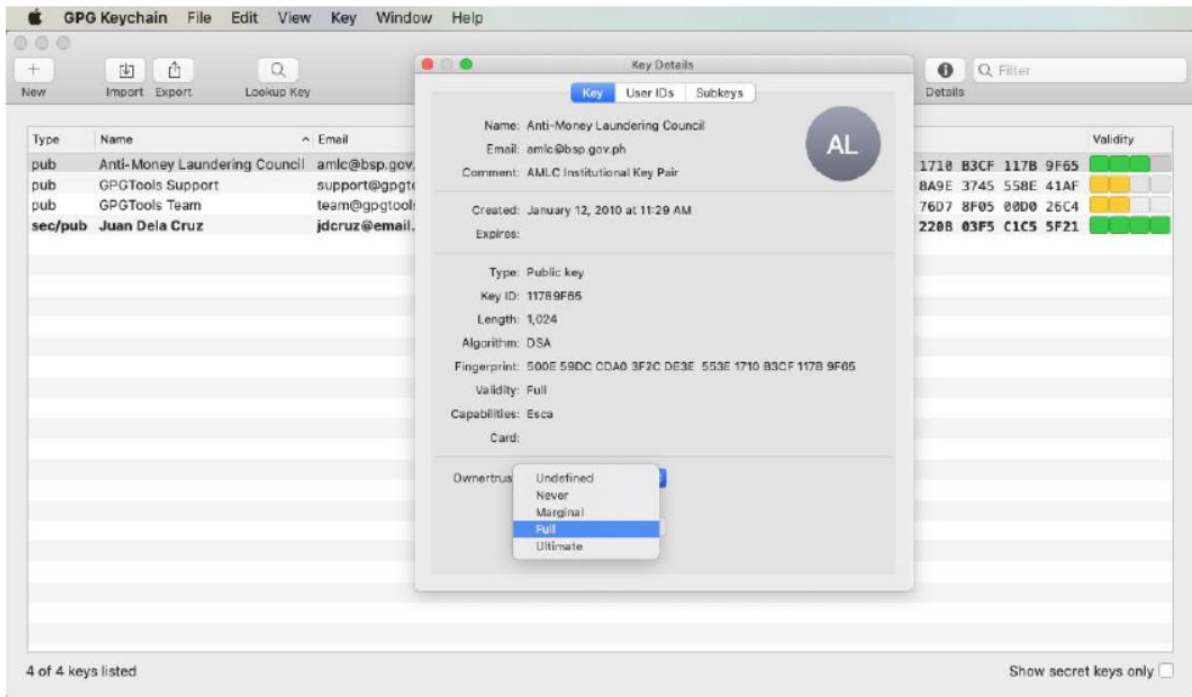 GPG Keychain File Edit View Key Window Help
Key Details
New Import Export Lookup Key
Details
Filter
Key User IDs Subkeys
Type Name Email
Validity
pub Anti-Money Laundering Council amlc@bsp.gov.
1710 B3CF 117B 9F65
pub GPGTools Support support@gpgto
8A9E 3745 558E 41AF
pub GPGTools Team team@gpgtools
76D7 8F05 00D0 26C4
sec/pub Juan Dela Cruz jdcruz@email.
220B 03F5 C1C5 5F21
AL
Name: Anti-Money Laundering Council
Email: amlc@bsp.gov.ph
Comment: AMLC Institutional Key Pair
Created: January 12, 2010 at 11:29 AM
Expires:
Type: Public key
Key ID: 117B9F65
Length: 1,024
Algorithm: DSA
Fingerprint: 500E 59DC CDA0 3F2C DE3E 553E 1710 B3CF 117B 9F65
Validity: Full
Capabilities: Esca
Card:
Ownertrus
Undefined
Never
Marginal
Full
Ultimate
4 of 4 keys listed
Show secret keys only